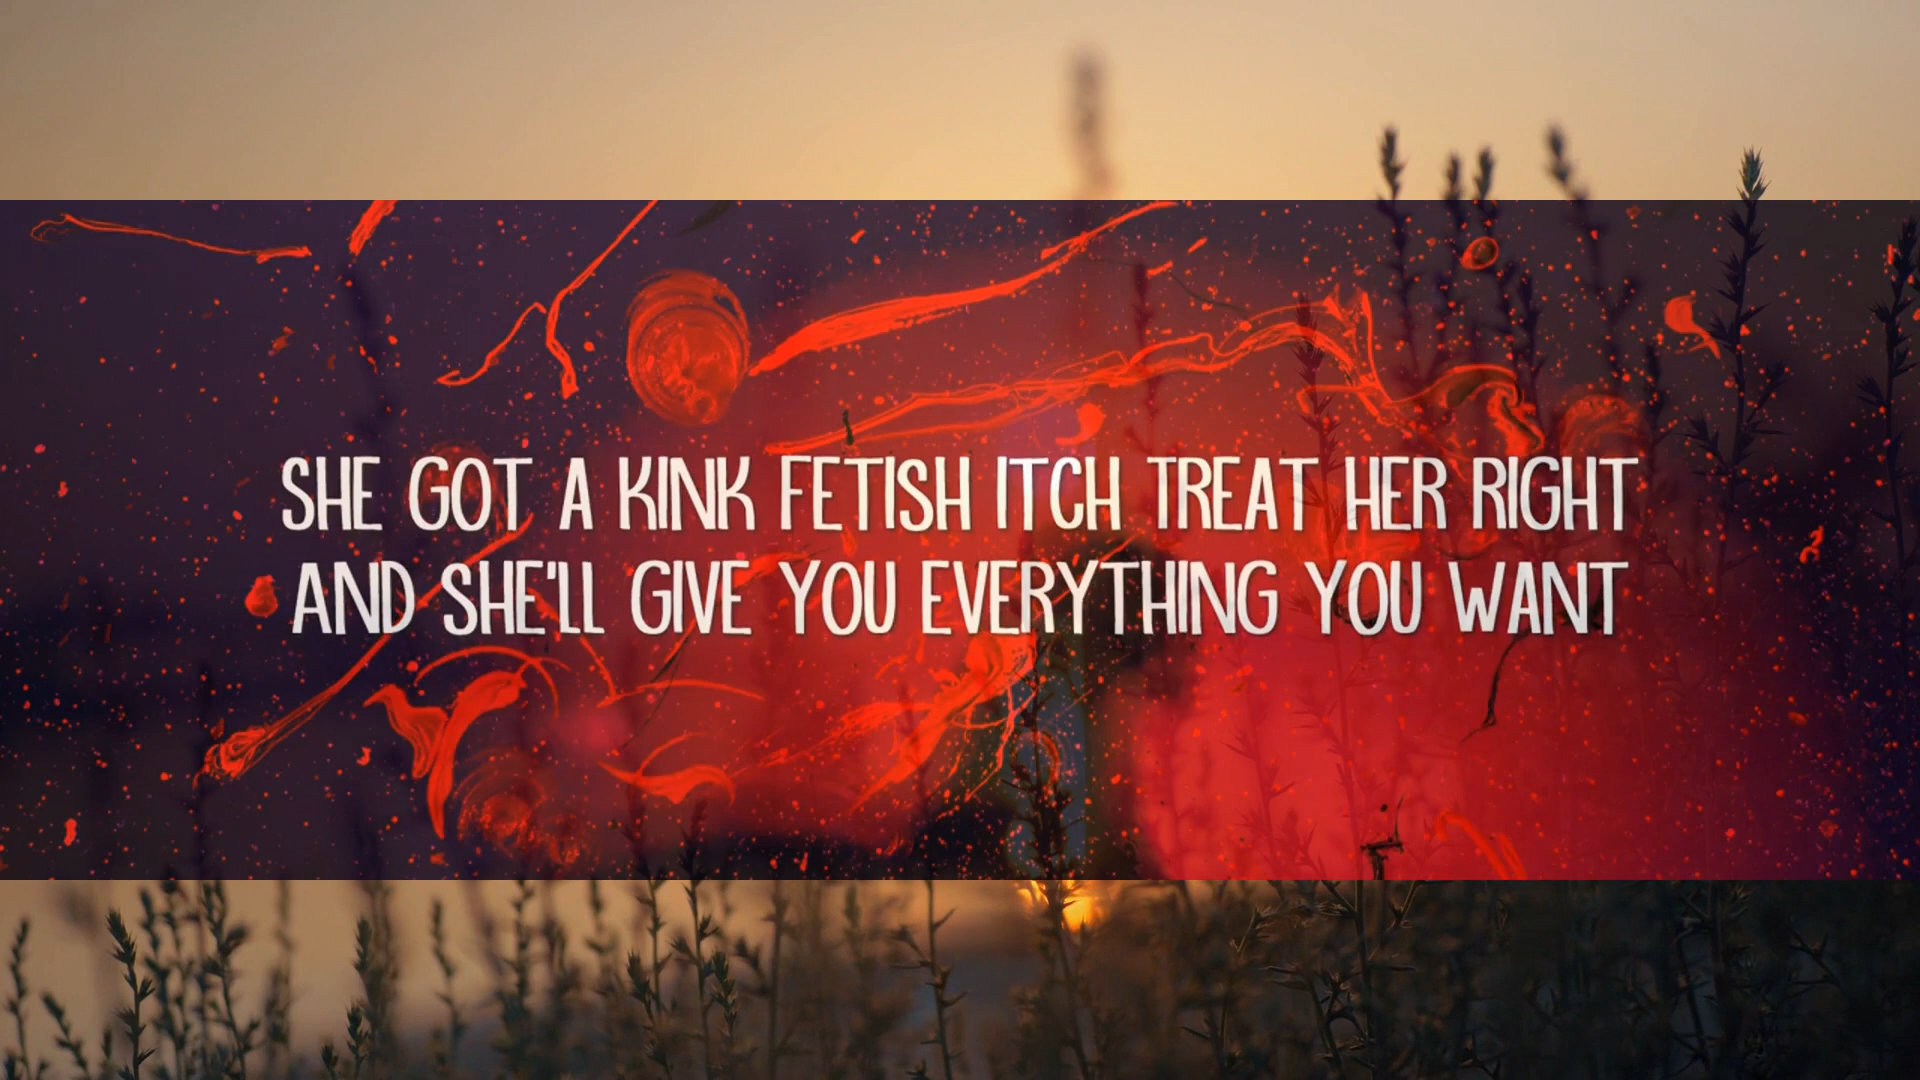 SHE GOT A KINK FETISH ITCH TREAT HER RIGHT
AND SHE'LL GIVE YOU EVERYTHING YOU WANT